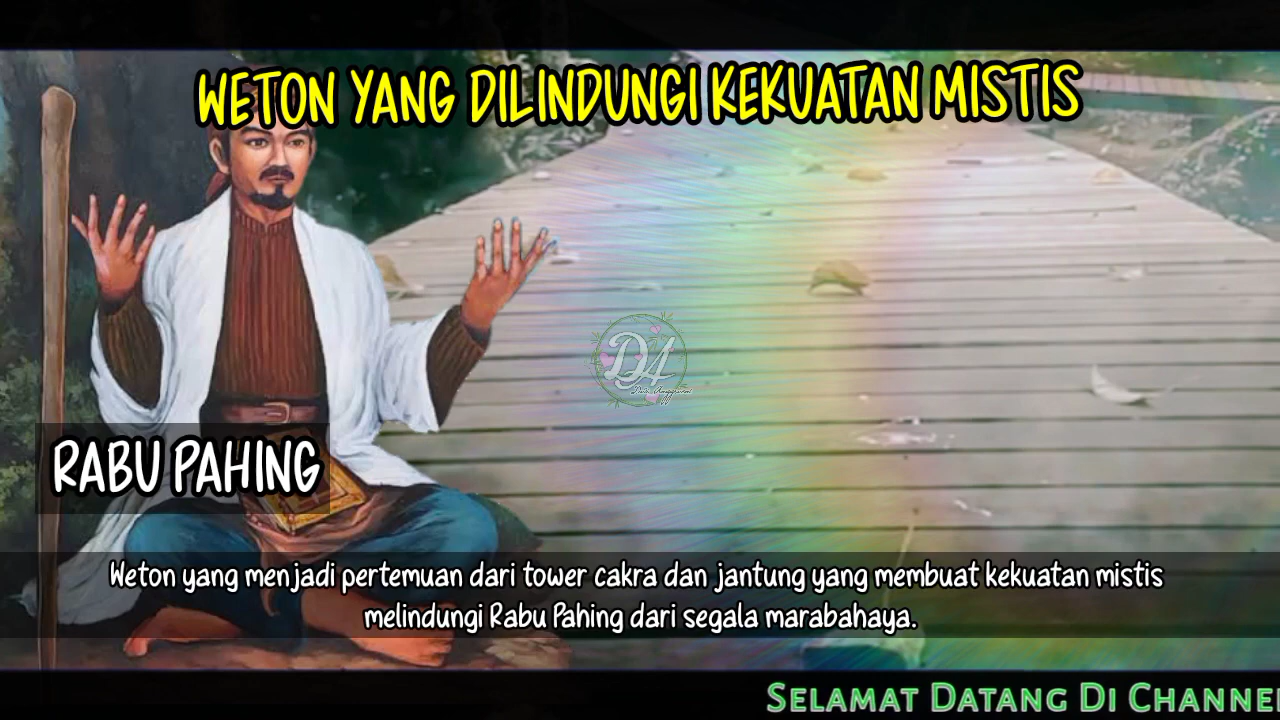 WETON YANG DILINDUNGI KEKUATAN MISTIS
DA
RABU PAHING
Weton yang menjadi pertemuan dari tower cakra dan jantung yang membuat kekuatan mistis
melindungi Rabu Pahing dari segala marabahaya.
SELAMAT DATANG DI CHANNE